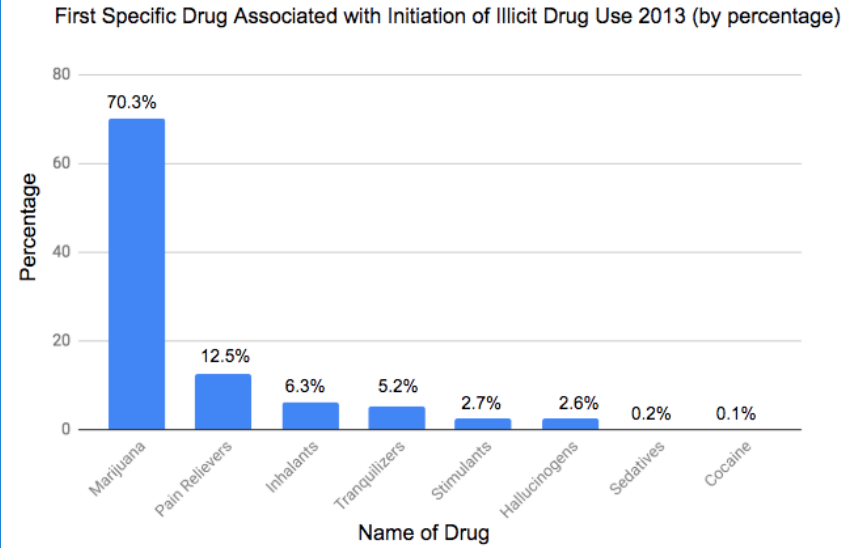 First Specific Drug Associated with Initiation of Illicit Drug Use 2013 (by percentage)
80
60
40
20
0
Percentage
70.3%
12.5%
6.3%
5.2%
2.7%
2.6%
0.2%
0.1%
Marijuana
Pain Relievers
Inhalants
Tranquilizers
Stimulants
Hallucinogens
Sedatives
Cocaine
Name of Drug